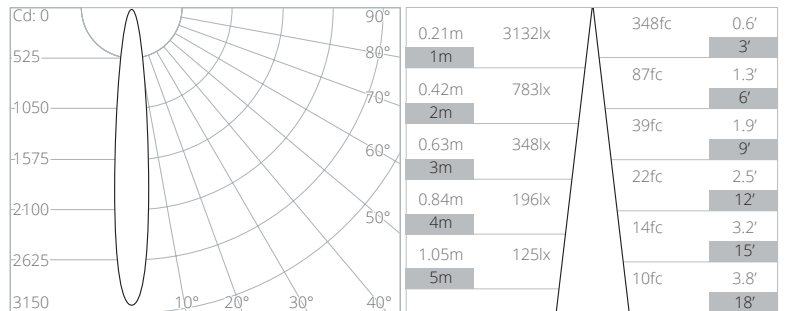 Cd: 0
90°
525
80°
1050
70°
1575
60°
2100
50°
2625
3150
10°
20°
30°
40°
0.21m 3132lx
1m
0.42m 783lx
2m
0.63m 348lx
3m
0.84m 196lx
4m
1.05m 125lx
5m
348fc 0.6’
3’
87fc 1.3’
6’
39fc 1.9’
9’
22fc 2.5’
12’
14fc 3.2’
15’
10fc 3.8’
18’